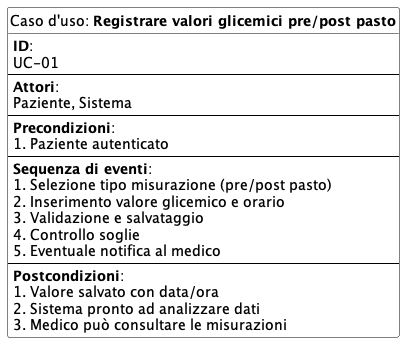 Caso d'uso: Registrare valori glicemici pre/post pasto
ID:
UC-01
Attori:
Paziente, Sistema
Precondizioni:
1. Paziente autenticato
Sequenza di eventi:
1. Selezione tipo misurazione (pre/post pasto)
2. Inserimento valore glicemico e orario
3. Validazione e salvataggio
4. Controllo soglie
5. Eventuale notifica al medico
Postcondizioni:
1. Valore salvato con data/ora
2. Sistema pronto ad analizzare dati
3. Medico può consultare le misurazioni